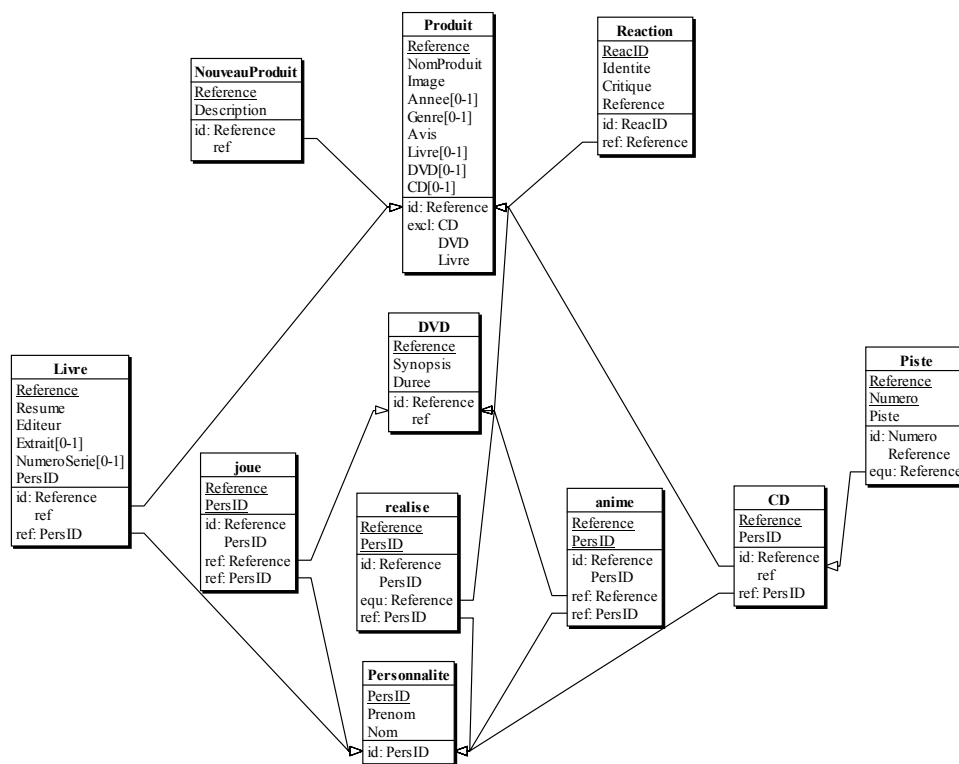 Produit
Reference
NomProduit
Image
Annee[0-1]
Genre[0-1]
Avis
Livre[0-1]
DVD[0-1]
CD[0-1]
id: Reference
excl: CD
DVD
Livre
Reaction
ReacID
Identite
Critique
Reference
id: ReacID
ref: Reference
NouveauProduit
Reference
Description
id: Reference
ref
DVD
Reference
Synopsis
Duree
id: Reference
ref
Livre
Reference
Resume
Editeur
Extrait[0-1]
NumeroSerie[0-1]
PersID
id: Reference
ref
ref: PersID
Piste
Reference
Numero
Piste
id: Numero
Reference
equ: Reference
joue
Reference
PersID
id: Reference
PersID
ref: Reference
ref: PersID
realise
Reference
PersID
id: Reference
PersID
equ: Reference
ref: PersID
anime
Reference
PersID
id: Reference
PersID
ref: Reference
ref: PersID
CD
Reference
PersID
id: Reference
ref
ref: PersID
Personnalite
PersID
Prenom
Nom
id: PersID